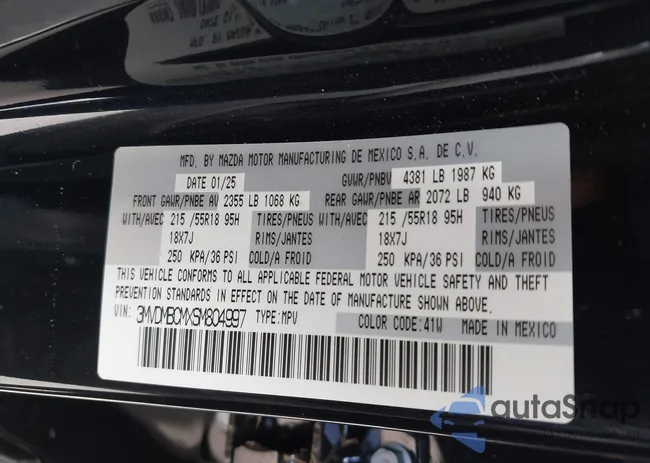 MFD. BY MAZDA MOTOR MANUFACTURING DE MEXICO S.A. DE C.V.
DATE 01/25 GVWR/PNBV 4381 LB 1987 KG
FRONT GAWR/PNBE AV 2355 LB 1068 KG REAR GAWR/PNBE AR 2072 LB 940 KG
WITH/AVEC 215 /55R18 95H TIRES/PNEUS WITH/AVEC 215 /55R18 95H TIRES/PNEUS
18X7J RIMS/JANTES 18X7J RIMS/JANTES
250 KPA/36 PSI COLD/A FROID 250 KPA/36 PSI COLD/A FROID
THIS VEHICLE CONFORMS TO ALL APPLICABLE FEDERAL MOTOR VEHICLE SAFETY AND THEFT
PREVENTION STANDARDS IN EFFECT ON THE DATE OF MANUFACTURE SHOWN ABOVE.
VIN: 3MVDMBCMXSM804997 TYPE:MPV COLOR CODE:41W MADE IN MEXICO
autoSnap